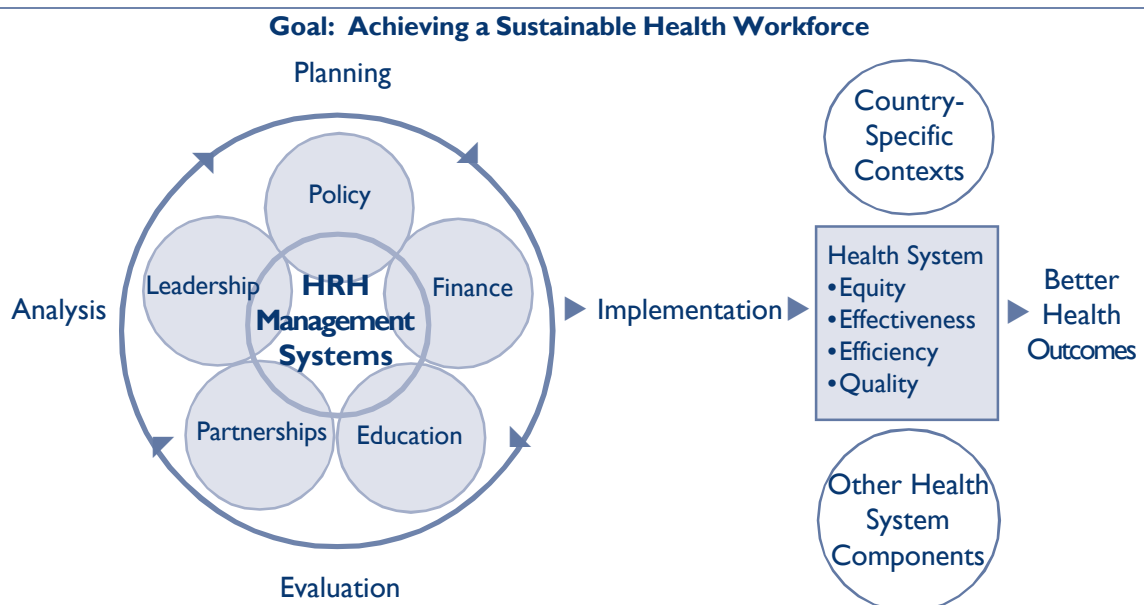 Goal: Achieving a Sustainable Health Workforce
Planning
Policy
Leadership
HRH
Management
Systems
Finance
Partnerships
Education
Analysis
Evaluation
Implementation
Country-
Specific
Contexts
Health System
•Equity
•Effectiveness
•Efficiency
•Quality
Other Health
System
Components
Better
Health
Outcomes